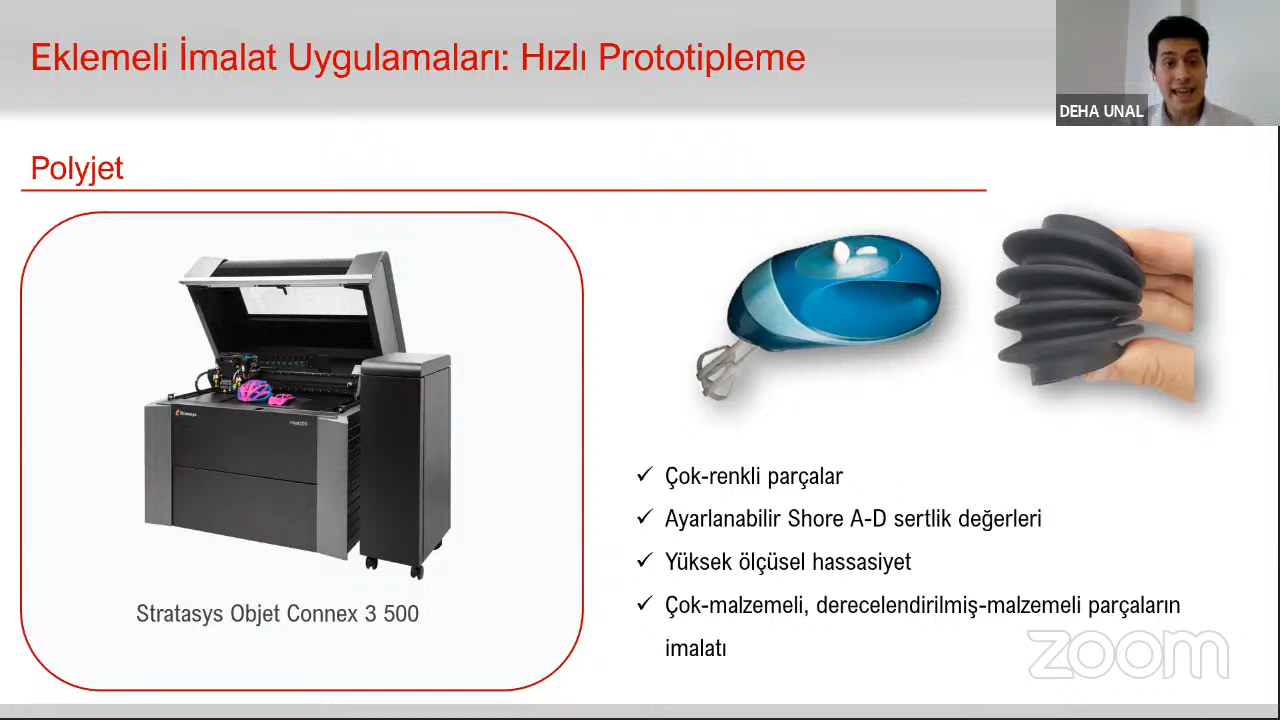 Eklemeli İmalat Uygulamaları: Hızlı Prototipleme
DEHA UNAL
Polyjet
Stratasys
Stratasys Objet Connex 3 500
✓ Çok-renkli parçalar
✓ Ayarlanabilir Shore A-D sertlik değerleri
✓ Yüksek ölçüsel hassasiyet
✓ Çok-malzemeli, derecelendirilmiş-malzemeli parçaların
imalatı
zoom